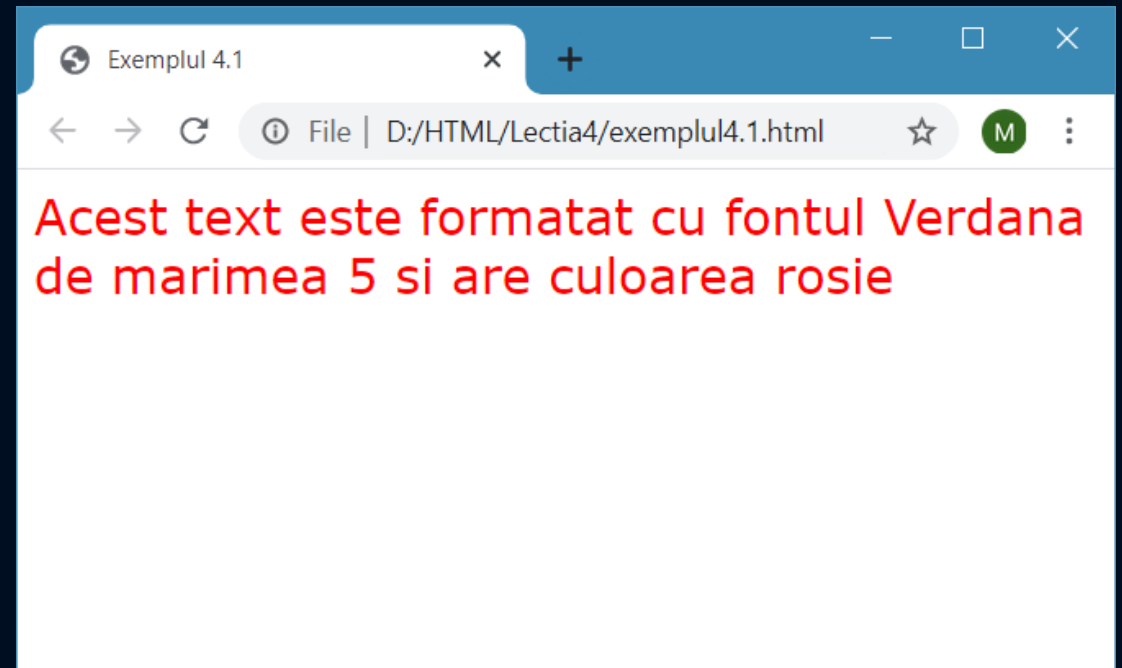 Exemplul 4.1
File | D:/HTML/Lectia4/exemplul4.1.html
M
Acest text este formatat cu fontul Verdana
de marimea 5 si are culoarea rosie